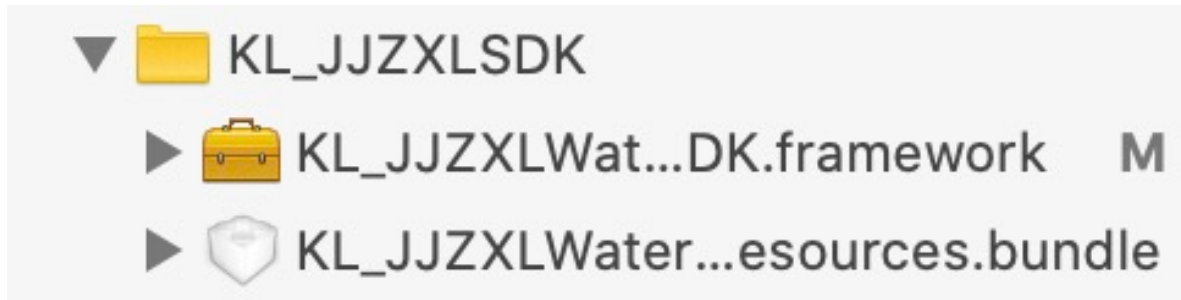 KL_JJZXLSDK
KL_JJZXLWat...DK.framework M
KL_JJZXLWater...esources.bundle